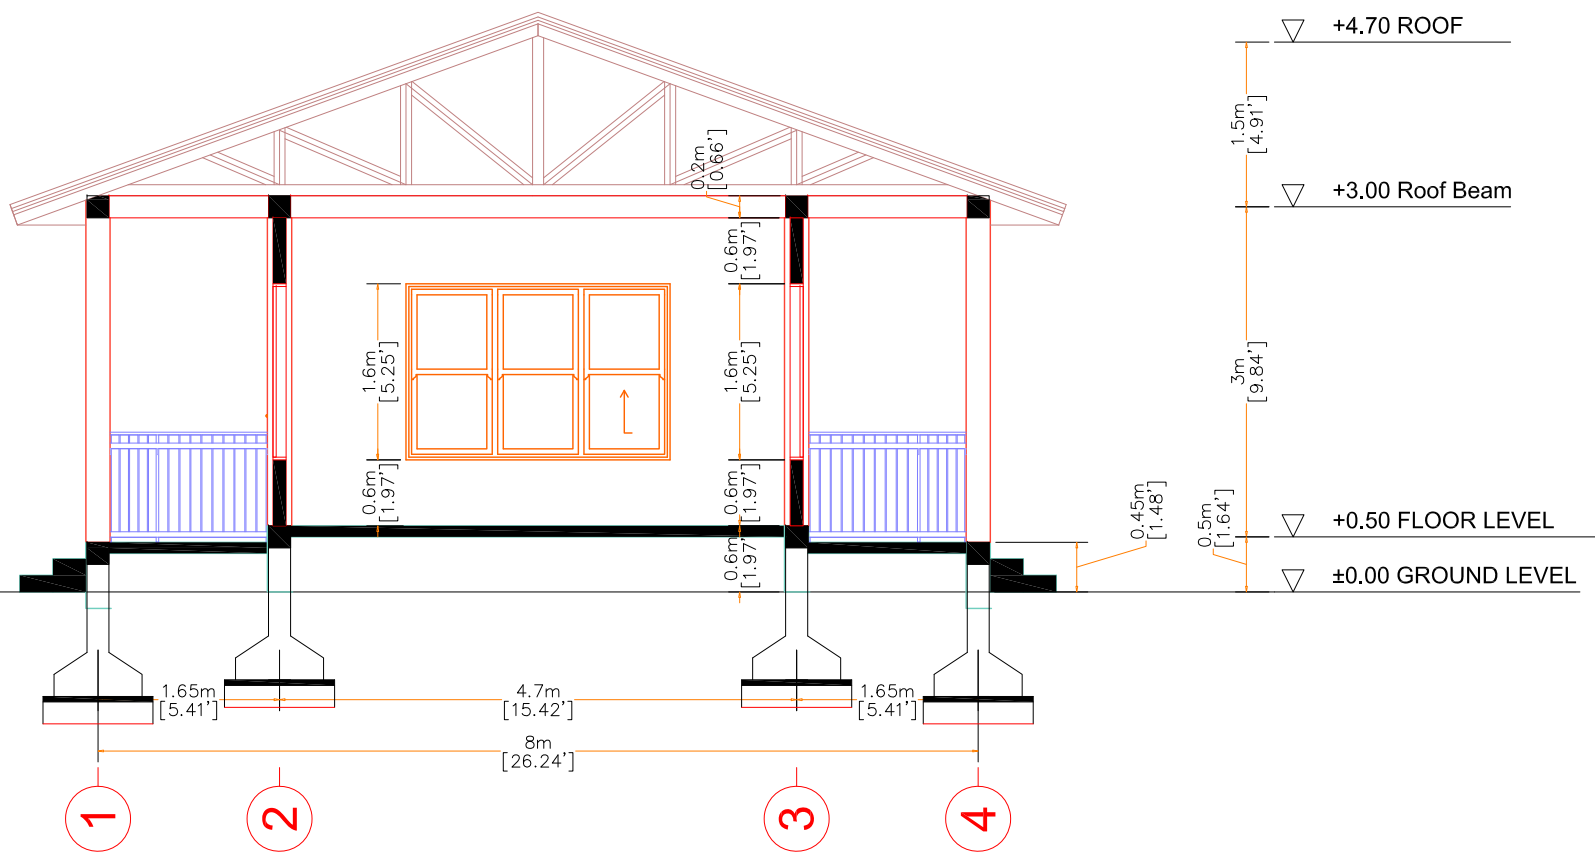 +4.70 ROOF
1.5m
[4.91']
0.2m
[0.66']
+3.00 Roof Beam
0.6m
[1.97']
1.6m
[5.25']
1.6m
[5.25']
3m
[9.84']
0.6m
[1.97']
0.6m
[1.97']
0.45m
[1.48']
0.5m
[1.64']
+0.50 FLOOR LEVEL
0.6m
[1.97']
±0.00 GROUND LEVEL
1.65m
[5.41']
4.7m
[15.42']
1.65m
[5.41']
8m
[26.24']
1
2
3
4